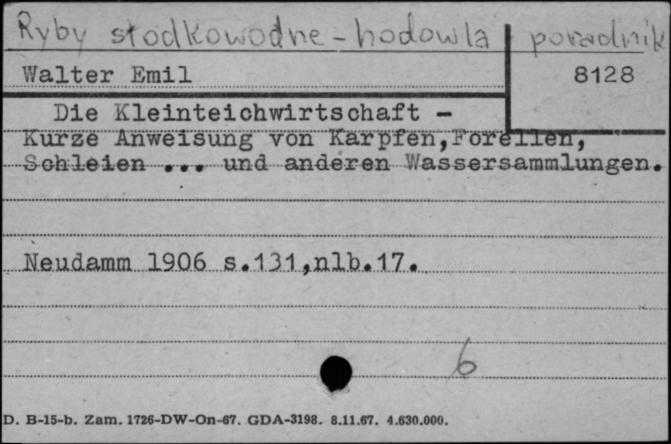 Ryby słodkowodne - hodowla poradnik
Walter Emil 8128
Die Kleinteichwirtschaft -
Kurze Anweisung von Karpfen,Forellen,
Schleien ... und anderen Wassersammlungen.
Neudamm 1906 s.131,nlb.17.
6
D. B-15-b. Zam. 1726-DW-On-67. GDA-3198. 8.11.67. 4.630.000.